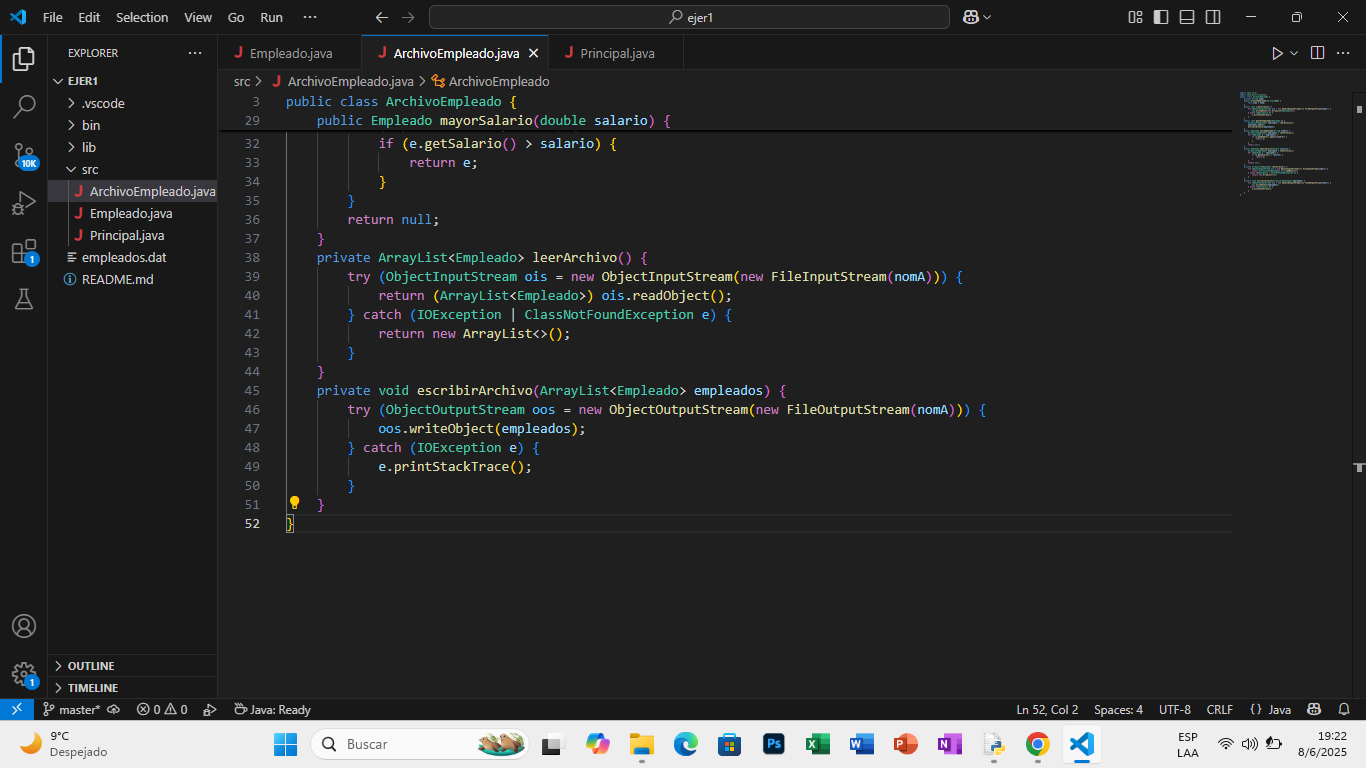 File Edit Selection View Go Run ··· ejer1
EXPLORER ···
EJER1
.vscode
bin
lib
src
ArchivoEmpleado.java
Empleado.java
Principal.java
empleados.dat
README.md
OUTLINE
TIMELINE
10K
1
1
Empleado.java ArchivoEmpleado.java Principal.java
src > ArchivoEmpleado.java > ArchivoEmpleado
3 public class ArchivoEmpleado {
29 public Empleado mayorSalario(double salario) {
32 if (e.getSalario() > salario) {
33 return e;
34 }
35 }
36 return null;
37 }
38 private ArrayList<Empleado> leerArchivo() {
39 try (ObjectInputStream ois = new ObjectInputStream(new FileInputStream(nomA))) {
40 return (ArrayList<Empleado>) ois.readObject();
41 } catch (IOException | ClassNotFoundException e) {
42 return new ArrayList<>();
43 }
44 }
45 private void escribirArchivo(ArrayList<Empleado> empleados) {
46 try (ObjectOutputStream oos = new ObjectOutputStream(new FileOutputStream(nomA))) {
47 oos.writeObject(empleados);
48 } catch (IOException e) {
49 e.printStackTrace();
50 }
51 }
52 }
master* 0 0 Java: Ready Ln 52, Col 2 Spaces: 4 UTF-8 CRLF {} Java
9°C
Despejado
Buscar
ESP
LAA
19:22
8/6/2025